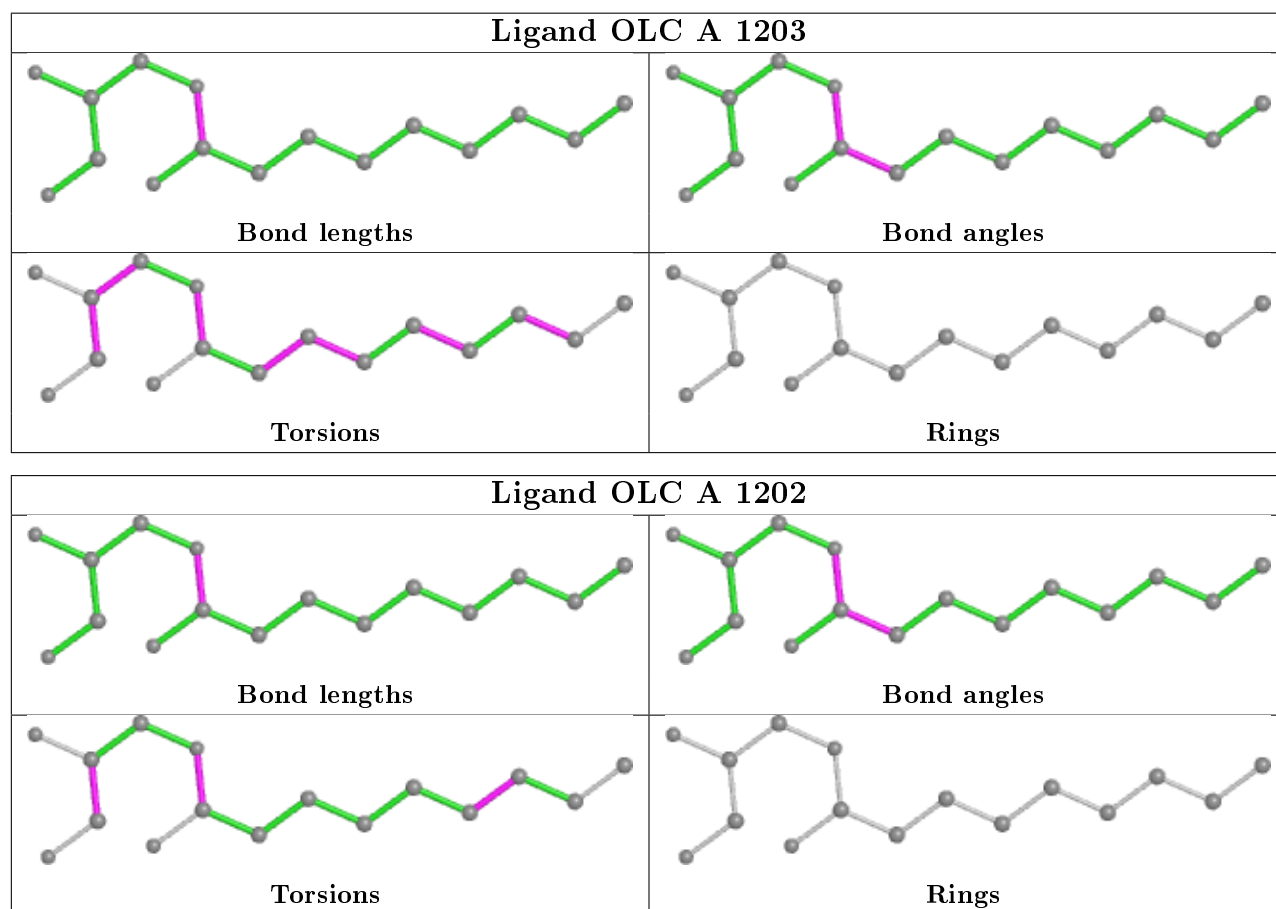 Ligand OLC A 1203
Bond lengths Bond angles
Torsions Rings
Ligand OLC A 1202
Bond lengths Bond angles
Torsions Rings